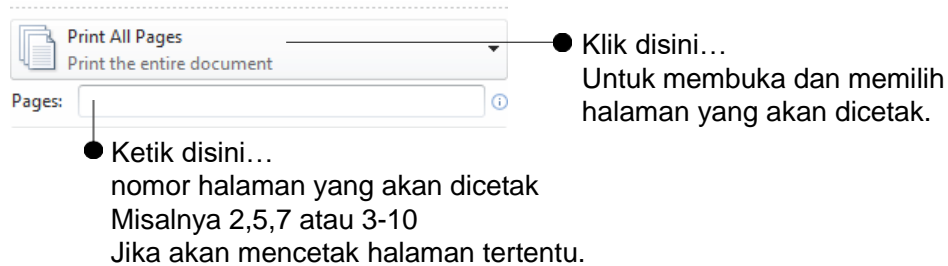 Print All Pages
Print the entire document
Pages:
Klik disini…
Untuk membuka dan memilih
halaman yang akan dicetak.
Ketik disini…
nomor halaman yang akan dicetak
Misalnya 2,5,7 atau 3-10
Jika akan mencetak halaman tertentu.